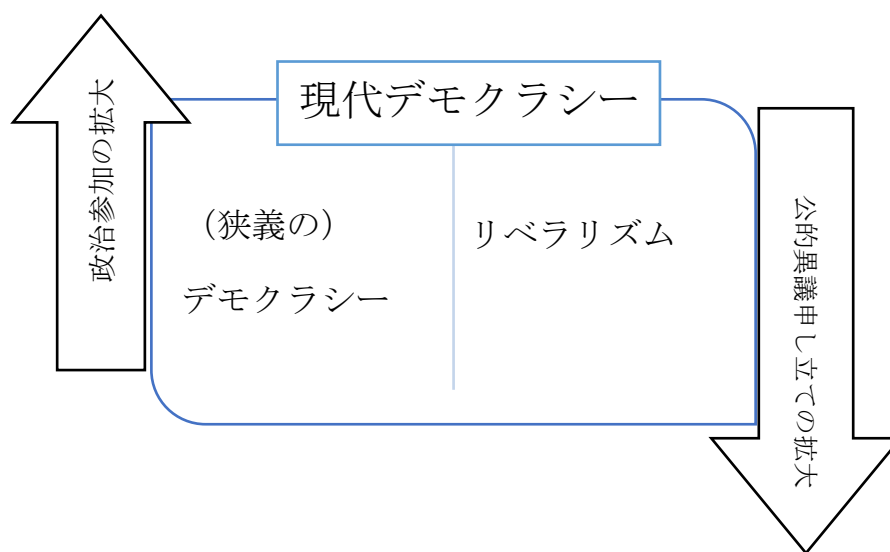 現代デモクラシー
政治参加の拡大
（狭義の）
デモクラシー
リベラリズム
公的異議申し立ての拡大